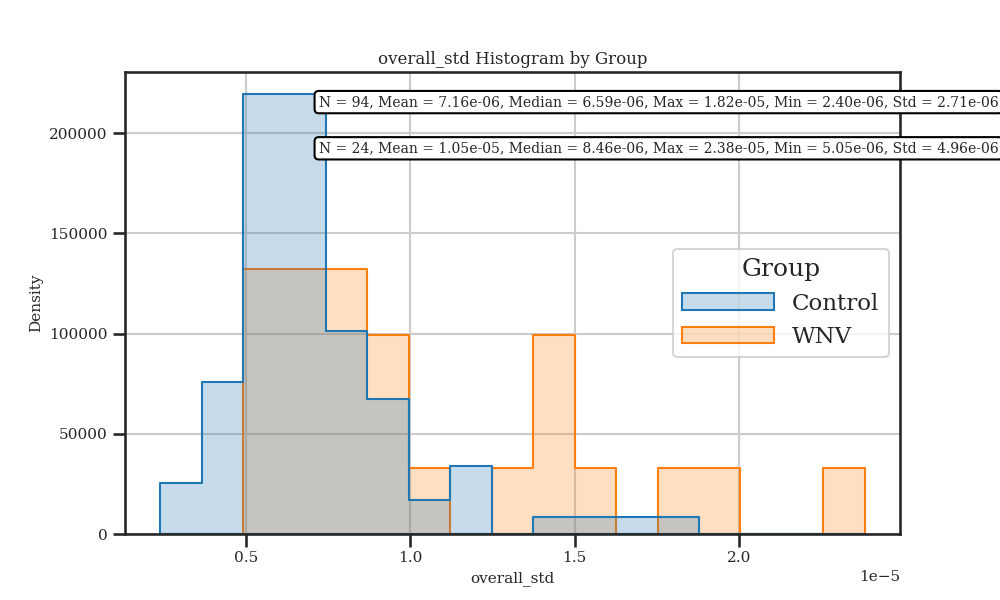 overall_std Histogram by Group
N = 94, Mean = 7.16e-06, Median = 6.59e-06, Max = 1.82e-05, Min = 2.40e-06, Std = 2.71e-06
N = 24, Mean = 1.05e-05, Median = 8.46e-06, Max = 2.38e-05, Min = 5.05e-06, Std = 4.96e-06
200000
150000
100000
50000
0
Density
Group
Control
WNV
0.5
1.0
1.5
2.0
1e−5
overall_std